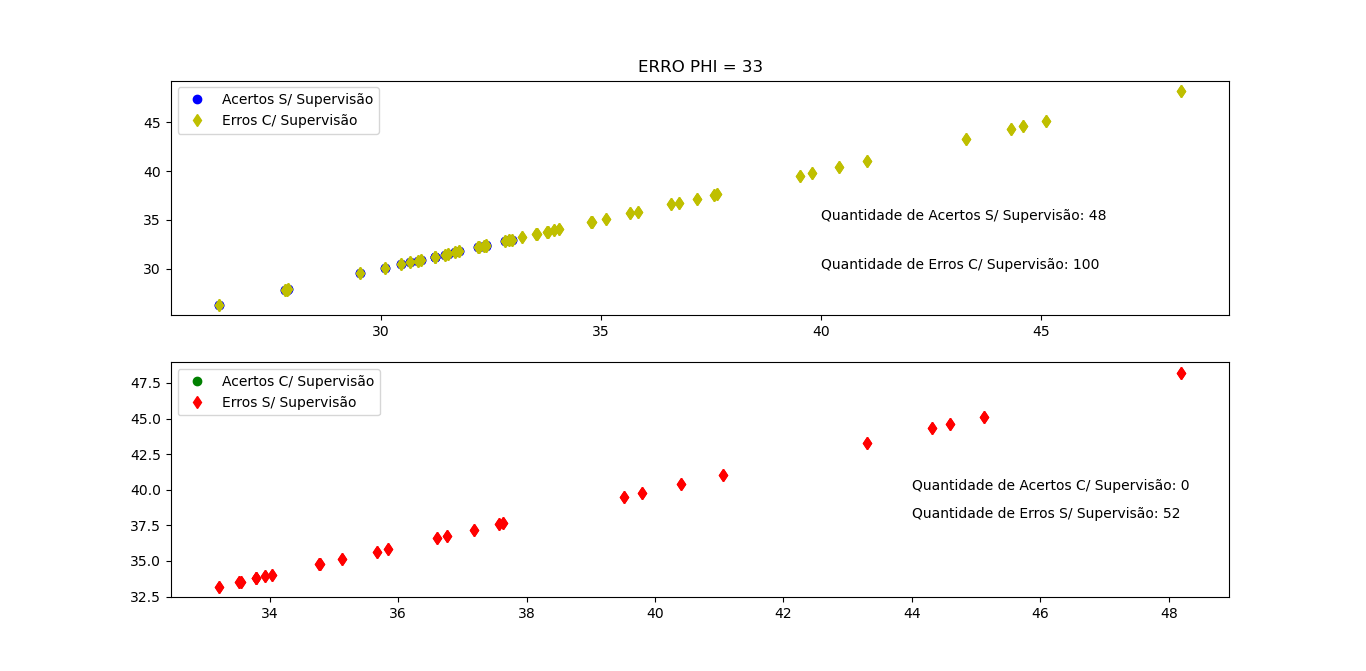 ERRO PHI = 33
Acertos S/ Supervisão
Erros C/ Supervisão
45
40
35
30
Quantidade de Acertos S/ Supervisão: 48
Quantidade de Erros C/ Supervisão: 100
30 35 40 45
Acertos C/ Supervisão
Erros S/ Supervisão
47.5
45.0
42.5
40.0
37.5
35.0
32.5
Quantidade de Acertos C/ Supervisão: 0
Quantidade de Erros S/ Supervisão: 52
34 36 38 40 42 44 46 48